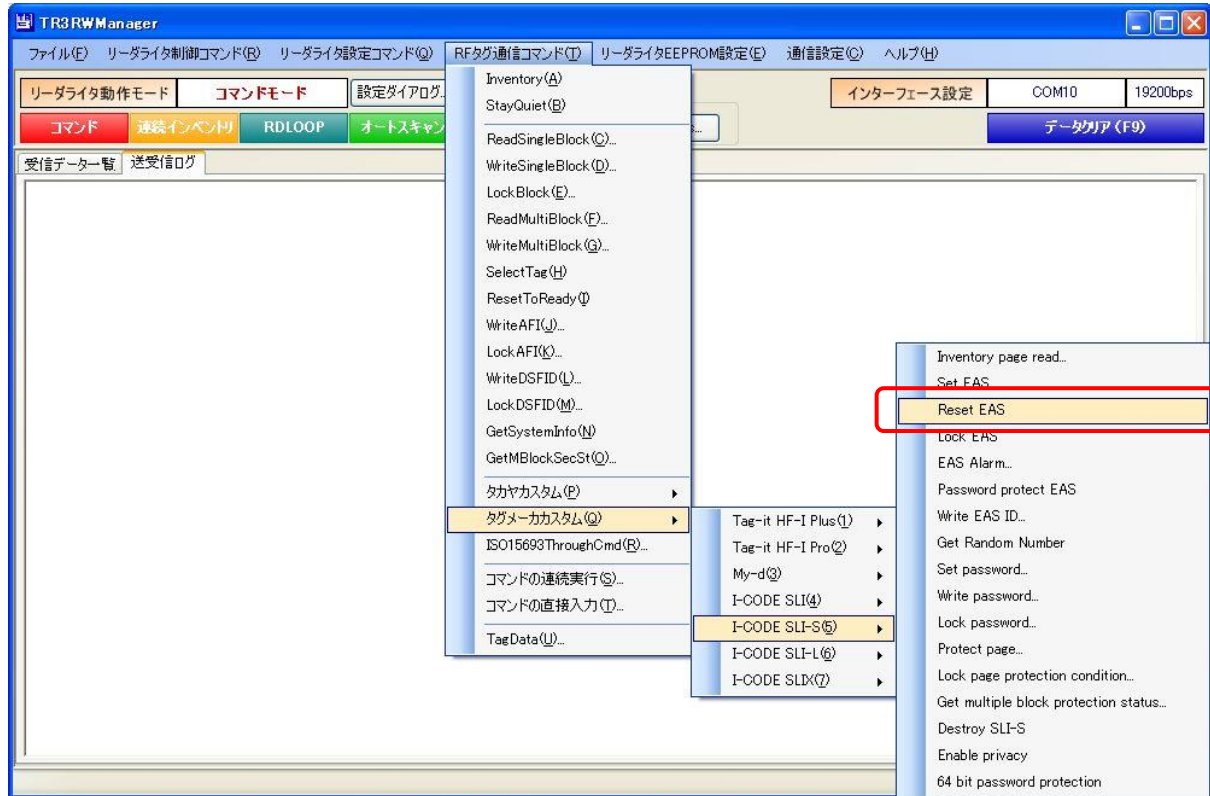 TR3RWManager
ファイル(F) リーダライタ制御コマンド(R) リーダライタ設定コマンド(Q) RFタグ通信コマンド(T) リーダライタEEPROM設定(E) 通信設定(C) ヘルプ(H)
リーダライタ動作モード コマンドモード 設定ダイアログ... インターフェース設定 COM10 19200bps
コマンド 連続インベントリ RDLOOP オートスキャン データクリア(F9)
受信データ一覧 送受信ログ
Inventory(A)
StayQuiet(B)
ReadSingleBlock(C)...
WriteSingleBlock(D)...
LockBlock(E)...
ReadMultiBlock(F)...
WriteMultiBlock(G)...
SelectTag(H)
ResetToReady(I)
WriteAFI(J)...
LockAFI(K)...
WriteDSFID(L)...
LockDSFID(M)...
GetSystemInfo(N)
GetMBlockSecSt(O)...
タカヤカスタム(P)
タグメーカカスタム(Q)
ISO15693ThroughCmd(R)...
コマンドの連続実行(S)...
コマンドの直接入力(T)...
TagData(U)...
Tag-it HF-I Plus(1)
Tag-it HF-I Pro(2)
My-d(3)
I-CODE SLI(4)
I-CODE SLI-S(5)
I-CODE SLI-L(6)
I-CODE SLIX(7)
Inventory page read...
Set EAS
Reset EAS
Lock EAS
EAS Alarm...
Password protect EAS
Write EAS ID...
Get Random Number
Set password...
Write password...
Lock password...
Protect page...
Lock page protection condition...
Get multiple block protection status...
Destroy SLI-S
Enable privacy
64 bit password protection